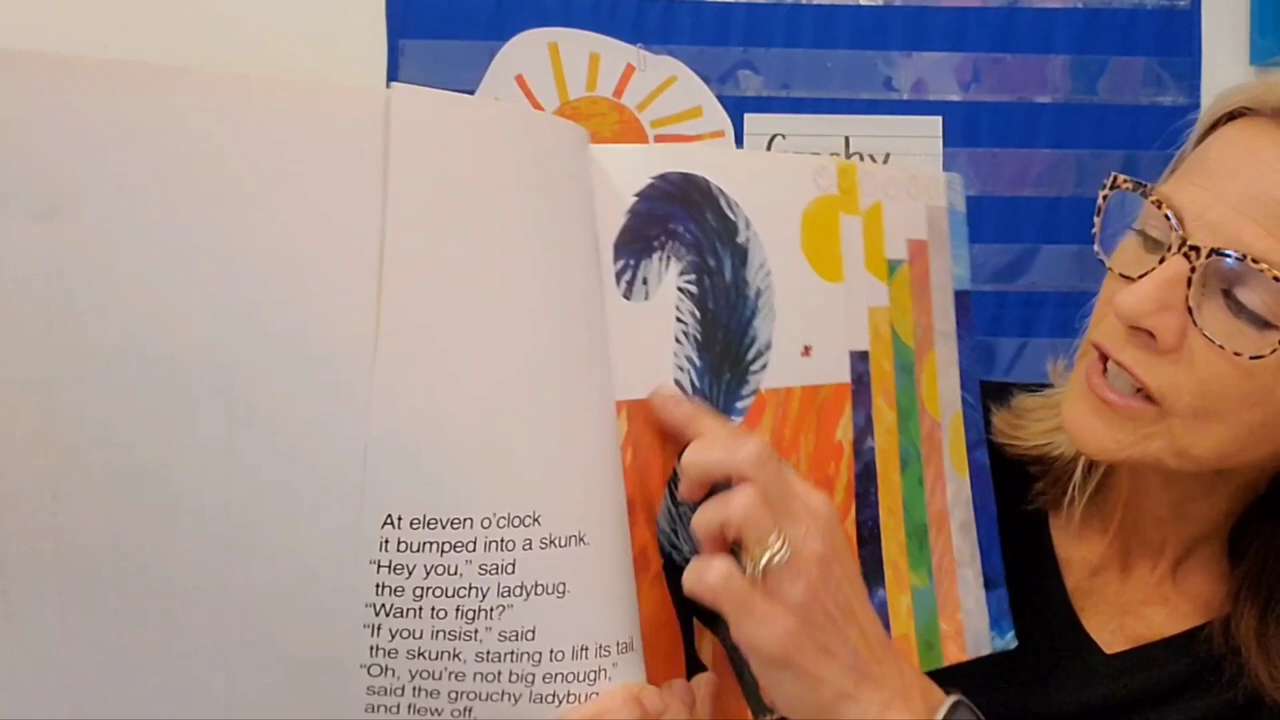 At eleven o'clock
it bumped into a skunk.
"Hey you," said
the grouchy ladybug.
"Want to fight?"
"If you insist," said
the skunk, starting to lift its tail.
"Oh, you're not big enough,"
said the grouchy ladybug
and flew off.